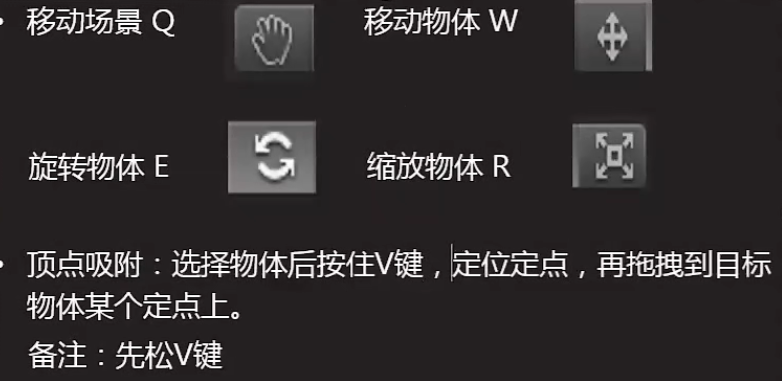 • 移动场景 Q 移动物体 W
旋转物体 E 缩放物体 R
• 顶点吸附：选择物体后按住V键，定位定点，再拖拽到目标
物体某个定点上。
备注：先松V键